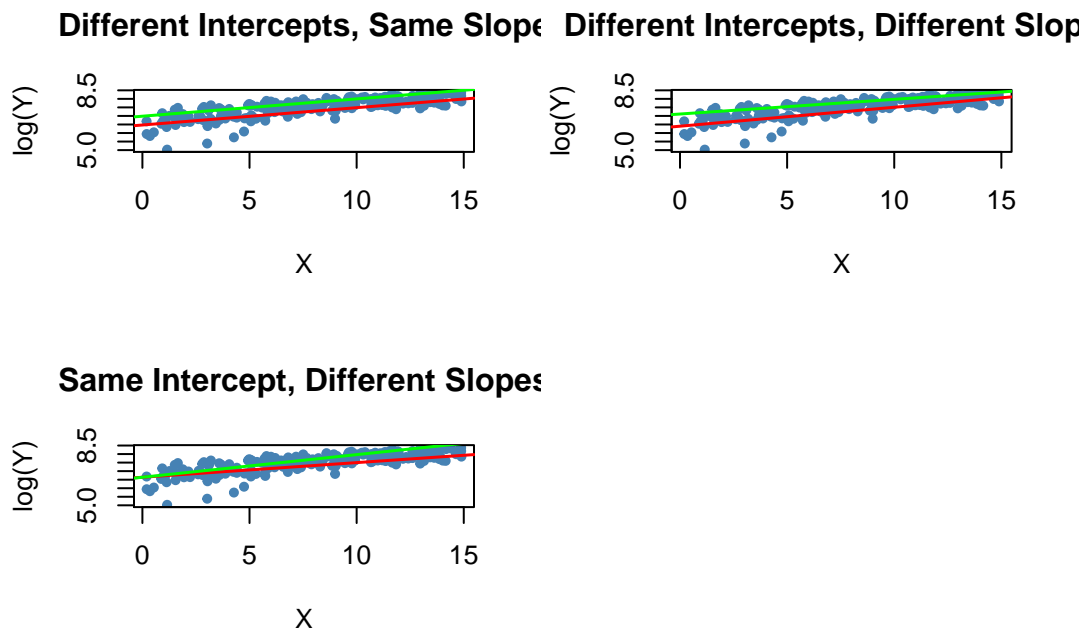 Different Intercepts, Same Slope
log(Y)
8.5
5.0
0 5 10 15
X
Different Intercepts, Different Slop
log(Y)
8.5
5.0
0 5 10 15
X
Same Intercept, Different Slopes
log(Y)
8.5
5.0
0 5 10 15
X